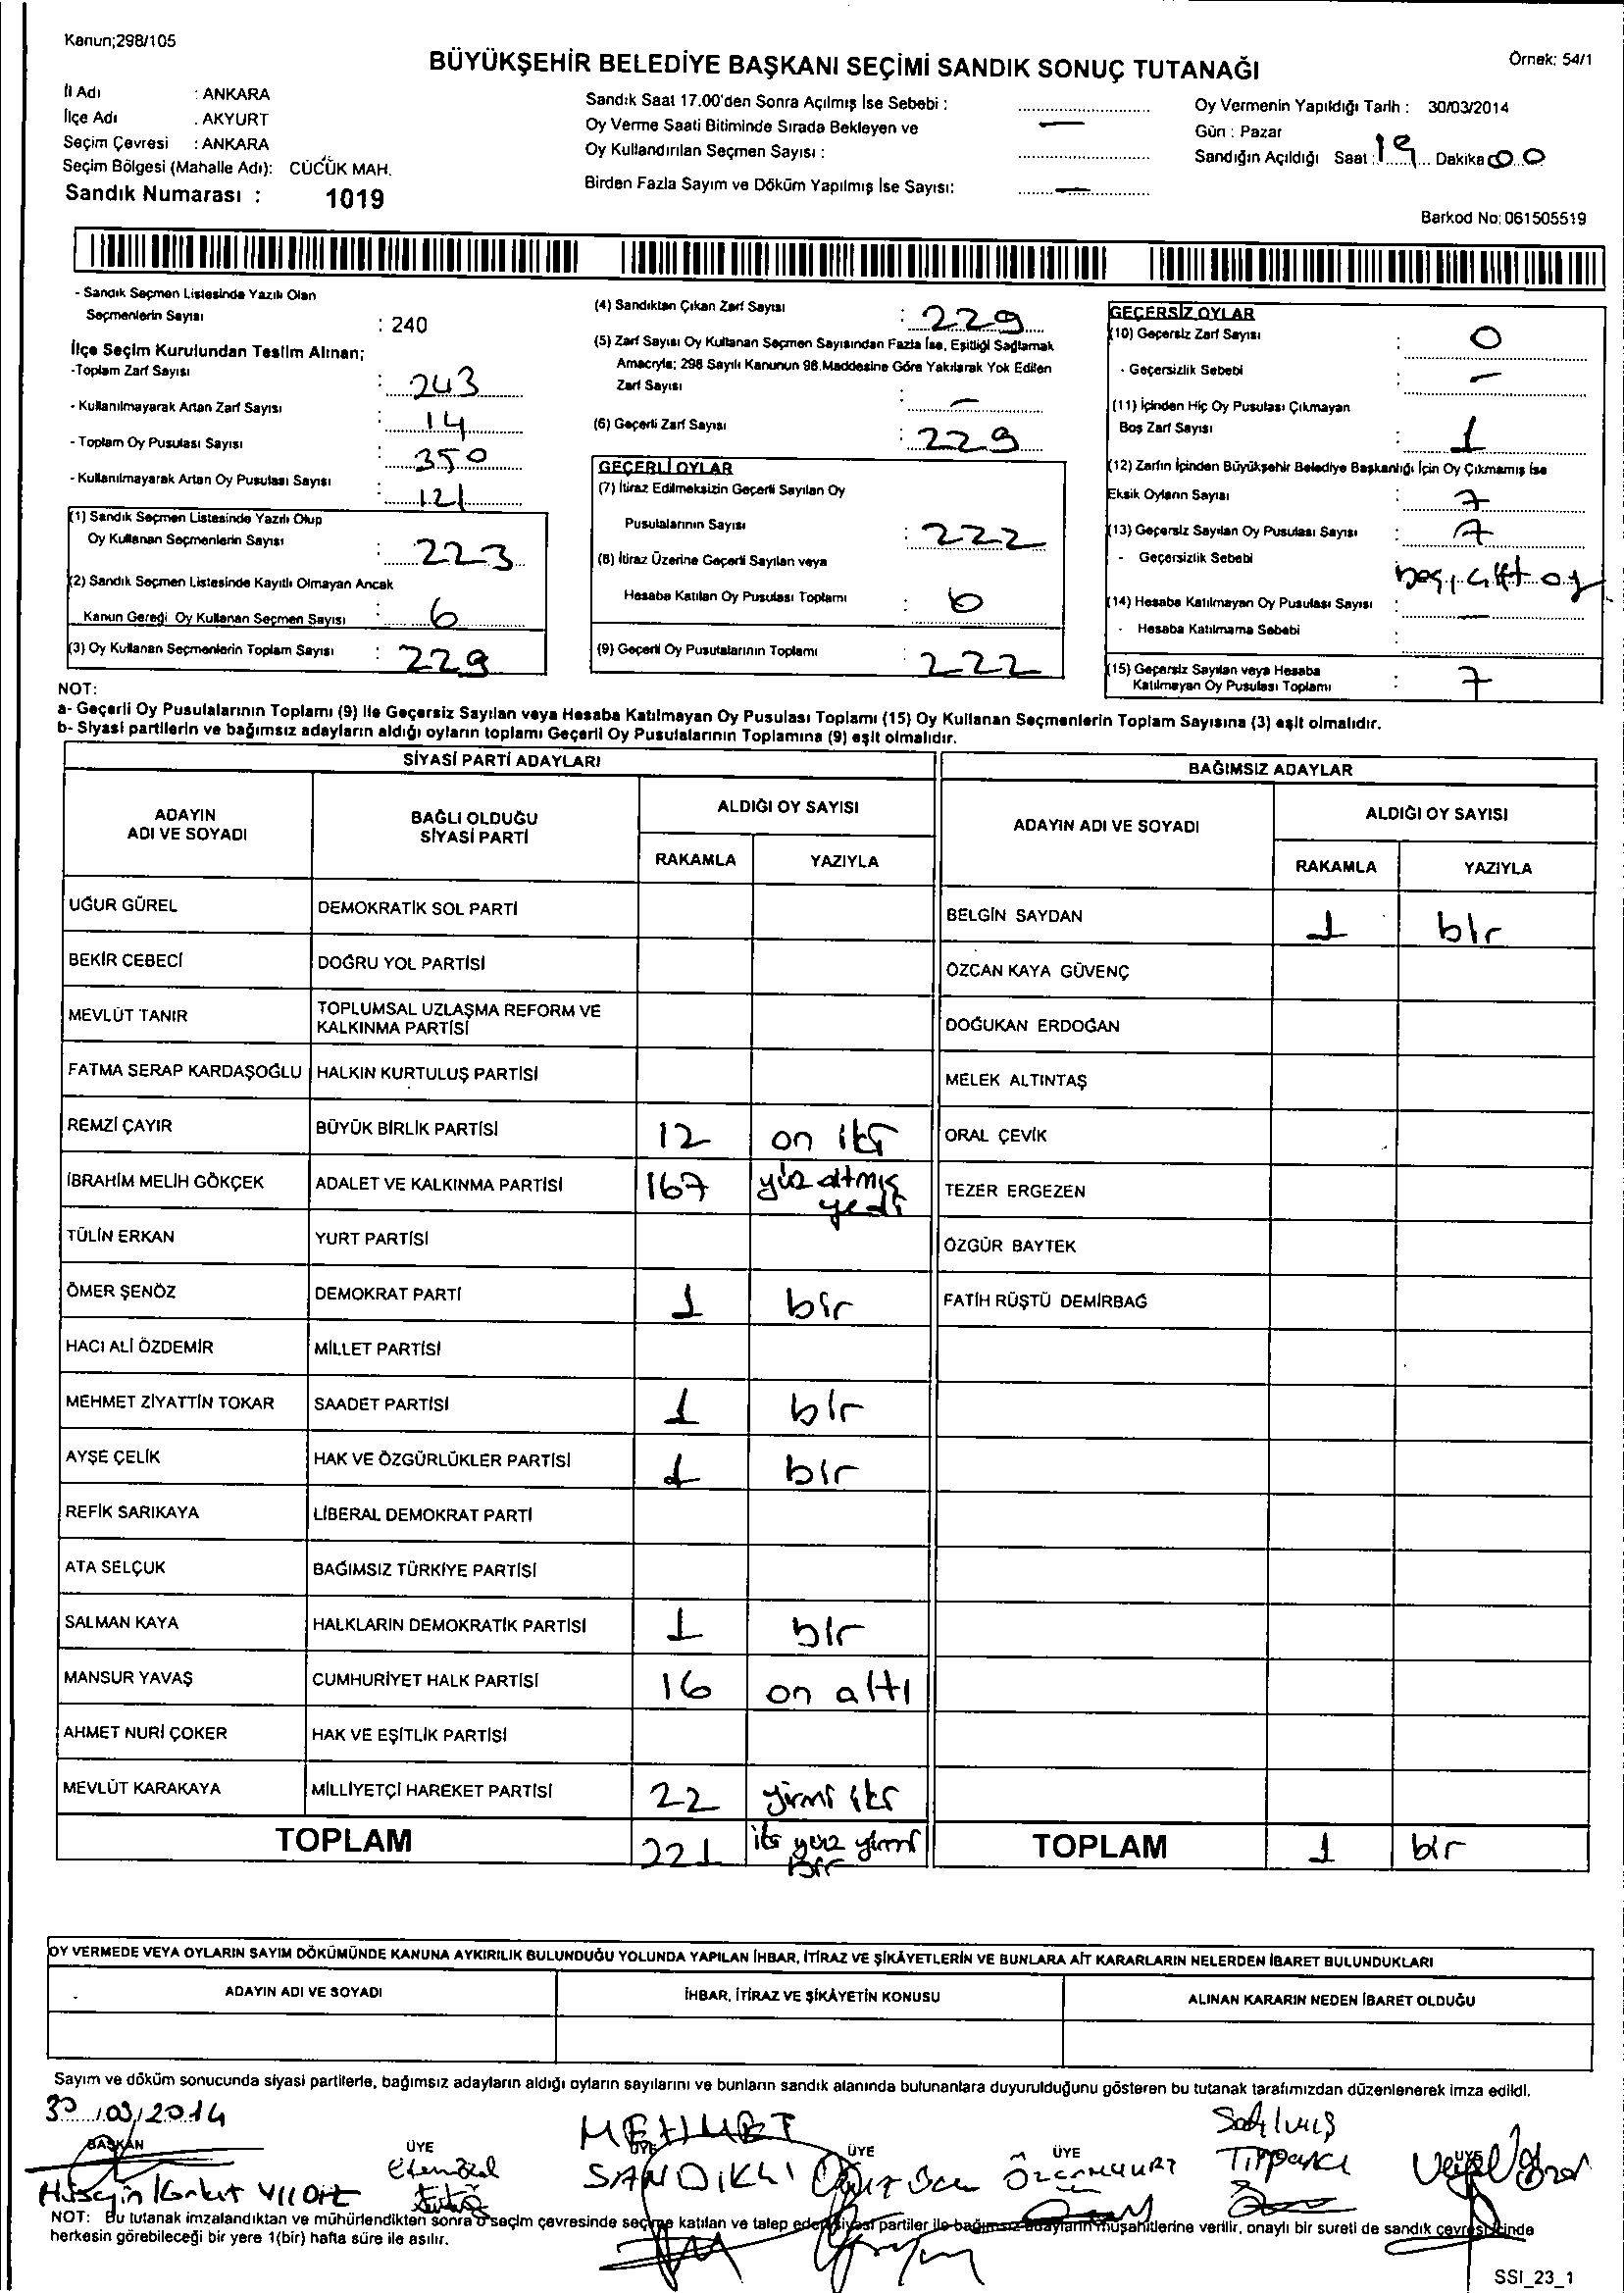 Kanun;298/105
BÜYÜKŞEHİR BELEDİYE BAŞKANI SEÇİMİ SANDIK SONUÇ TUTANAĞI
Örnek: 54/1
İl Adı : ANKARA
İlçe Adı : AKYURT
Seçim Çevresi : ANKARA
Seçim Bölgesi (Mahalle Adı): CÜCÜK MAH.
Sandık Numarası : 1019
Sandık Saat 17.00'den Sonra Açılmış İse Sebebi :
Oy Verme Saati Bitiminde Sırada Bekleyen ve
Oy Kullandırılan Seçmen Sayısı : —
Birden Fazla Sayım ve Döküm Yapılmış İse Sayısı: —
Oy Vermenin Yapıldığı Tarih : 30/03/2014
Gün : Pazar
Sandığın Açıldığı Saat : 19 Dakika 00
Barkod No: 061505519
- Sandık Seçmen Listesinde Yazılı Olan
Seçmenlerin Sayısı : 240
İlçe Seçim Kurulundan Teslim Alınan;
-Toplam Zarf Sayısı : 243
- Kullanılmayarak Artan Zarf Sayısı : 14
- Toplam Oy Pusulası Sayısı : 350
- Kullanılmayarak Artan Oy Pusulası Sayısı : 121
(1) Sandık Seçmen Listesinde Yazılı Olup
Oy Kullanan Seçmenlerin Sayısı : 223
(2) Sandık Seçmen Listesinde Kayıtlı Olmayan Ancak
Kanun Gereği Oy Kullanan Seçmen Sayısı : 6
(3) Oy Kullanan Seçmenlerin Toplam Sayısı : 229
(4) Sandıktan Çıkan Zarf Sayısı : 229
(5) Zarf Sayısı Oy Kullanan Seçmen Sayısından Fazla İse, Eşitliği Sağlamak
Amacıyla; 298 Sayılı Kanunun 98.Maddesine Göre Yakılarak Yok Edilen
Zarf Sayısı : —
(6) Geçerli Zarf Sayısı : 229
GEÇERLİ OYLAR
(7) İtiraz Edilmeksizin Geçerli Sayılan Oy
Pusulalarının Sayısı : 222
(8) İtiraz Üzerine Geçerli Sayılan veya
Hesaba Katılan Oy Pusulası Toplamı :
(9) Geçerli Oy Pusulalarının Toplamı : 222
GEÇERSİZ OYLAR
(10) Geçersiz Zarf Sayısı : 0
- Geçersizlik Sebebi : —
(11) İçinden Hiç Oy Pusulası Çıkmayan
Boş Zarf Sayısı : 1
(12) Zarfın İçinden Büyükşehir Belediye Başkanlığı İçin Oy Çıkmamış İse
Eksik Oyların Sayısı : 7
(13) Geçersiz Sayılan Oy Pusulası Sayısı : 7
- Geçersizlik Sebebi boş, çift oy
(14) Hesaba Katılmayan Oy Pusulası Sayısı : —
- Hesaba Katılmama Sebebi :
(15) Geçersiz Sayılan veya Hesaba
Katılmayan Oy Pusulası Toplamı : 7
NOT:
a- Geçerli Oy Pusulalarının Toplamı (9) ile Geçersiz Sayılan veya Hesaba Katılmayan Oy Pusulası Toplamı (15) Oy Kullanan Seçmenlerin Toplam Sayısına (3) eşit olmalıdır.
b- Siyasi partilerin ve bağımsız adayların aldığı oyların toplamı Geçerli Oy Pusulalarının Toplamına (9) eşit olmalıdır.
SİYASİ PARTİ ADAYLARI
ADAYIN ADI VE SOYADI
BAĞLI OLDUĞU SİYASİ PARTİ
ALDIĞI OY SAYISI
RAKAMLA YAZIYLA
UĞUR GÜREL DEMOKRATİK SOL PARTİ
BEKİR CEBECİ DOĞRU YOL PARTİSİ
MEVLÜT TANIR TOPLUMSAL UZLAŞMA REFORM VE KALKINMA PARTİSİ
FATMA SERAP KARDAŞOĞLU HALKIN KURTULUŞ PARTİSİ
REMZİ ÇAYIR BÜYÜK BİRLİK PARTİSİ 12 on iki
İBRAHİM MELİH GÖKÇEK ADALET VE KALKINMA PARTİSİ 167 yüz altmış yedi
TÜLİN ERKAN YURT PARTİSİ
ÖMER ŞENÖZ DEMOKRAT PARTİ 1 bir
HACI ALİ ÖZDEMİR MİLLET PARTİSİ
MEHMET ZİYATTİN TOKAR SAADET PARTİSİ 1 bir
AYŞE ÇELİK HAK VE ÖZGÜRLÜKLER PARTİSİ 1 bir
REFİK SARIKAYA LİBERAL DEMOKRAT PARTİ
ATA SELÇUK BAĞIMSIZ TÜRKİYE PARTİSİ
SALMAN KAYA HALKLARIN DEMOKRATİK PARTİSİ 1 bir
MANSUR YAVAŞ CUMHURİYET HALK PARTİSİ 16 on altı
AHMET NURİ ÇOKER HAK VE EŞİTLİK PARTİSİ
MEVLÜT KARAKAYA MİLLİYETÇİ HAREKET PARTİSİ 22 yirmi iki
TOPLAM 221 iki yüz yirmi bir
BAĞIMSIZ ADAYLAR
ADAYIN ADI VE SOYADI
ALDIĞI OY SAYISI
RAKAMLA YAZIYLA
BELGİN SAYDAN 1 bir
ÖZCAN KAYA GÜVENÇ
DOĞUKAN ERDOĞAN
MELEK ALTINTAŞ
ORAL ÇEVİK
TEZER ERGEZEN
ÖZGÜR BAYTEK
FATİH RÜŞTÜ DEMİRBAĞ
TOPLAM 1 bir
OY VERMEDE VEYA OYLARIN SAYIM DÖKÜMÜNDE KANUNA AYKIRILIK BULUNDUĞU YOLUNDA YAPILAN İHBAR, İTİRAZ VE ŞİKÂYETLERİN VE BUNLARA AİT KARARLARIN NELERDEN İBARET BULUNDUKLARI
ADAYIN ADI VE SOYADI İHBAR, İTİRAZ VE ŞİKÂYETİN KONUSU ALINAN KARARIN NEDEN İBARET OLDUĞU
Sayım ve döküm sonucunda siyasi partilerle, bağımsız adayların aldığı oyların sayılarını ve bunların sandık alanında bulunanlara duyurulduğunu gösteren bu tutanak tarafımızdan düzenlenerek imza edildi.
30/03/2014
BAŞKAN ÜYE ÜYE ÜYE ÜYE ÜYE
Hüseyin MEHMET SANDIKLI Satılmış
NOT: Bu tutanak imzalandıktan ve mühürlendikten sonra o seçim çevresinde seçime katılan ve talep eden siyasi partiler ile bağımsız adayların müşahitlerine verilir, onaylı bir sureti de sandık çevresi içinde
herkesin görebileceği bir yere 1(bir) hafta süre ile asılır.
SSI_23_1